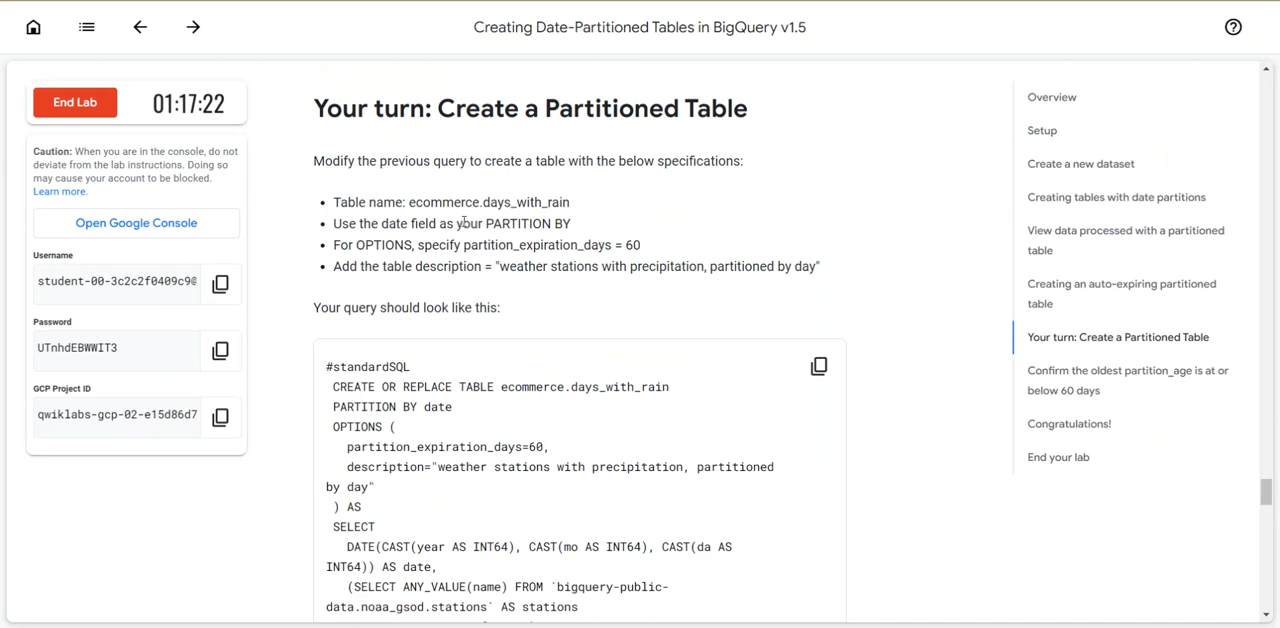 Creating Date-Partitioned Tables in BigQuery v1.5
End Lab
01:17:22
Caution: When you are in the console, do not
deviate from the lab instructions. Doing so
may cause your account to be blocked.
Learn more.
Open Google Console
Username
student-00-3c2c2f0409c9@
Password
UTnhdEBWWIT3
GCP Project ID
qwiklabs-gcp-02-e15d86d7
Your turn: Create a Partitioned Table
Modify the previous query to create a table with the below specifications:
• Table name: ecommerce.days_with_rain
• Use the date field as your PARTITION BY
• For OPTIONS, specify partition_expiration_days = 60
• Add the table description = "weather stations with precipitation, partitioned by day"
Your query should look like this:
#standardSQL
CREATE OR REPLACE TABLE ecommerce.days_with_rain
PARTITION BY date
OPTIONS (
partition_expiration_days=60,
description="weather stations with precipitation, partitioned
by day"
) AS
SELECT
DATE(CAST(year AS INT64), CAST(mo AS INT64), CAST(da AS
INT64)) AS date,
(SELECT ANY_VALUE(name) FROM `bigquery-public-
data.noaa_gsod.stations` AS stations
Overview
Setup
Create a new dataset
Creating tables with date partitions
View data processed with a partitioned
table
Creating an auto-expiring partitioned
table
Your turn: Create a Partitioned Table
Confirm the oldest partition_age is at or
below 60 days
Congratulations!
End your lab